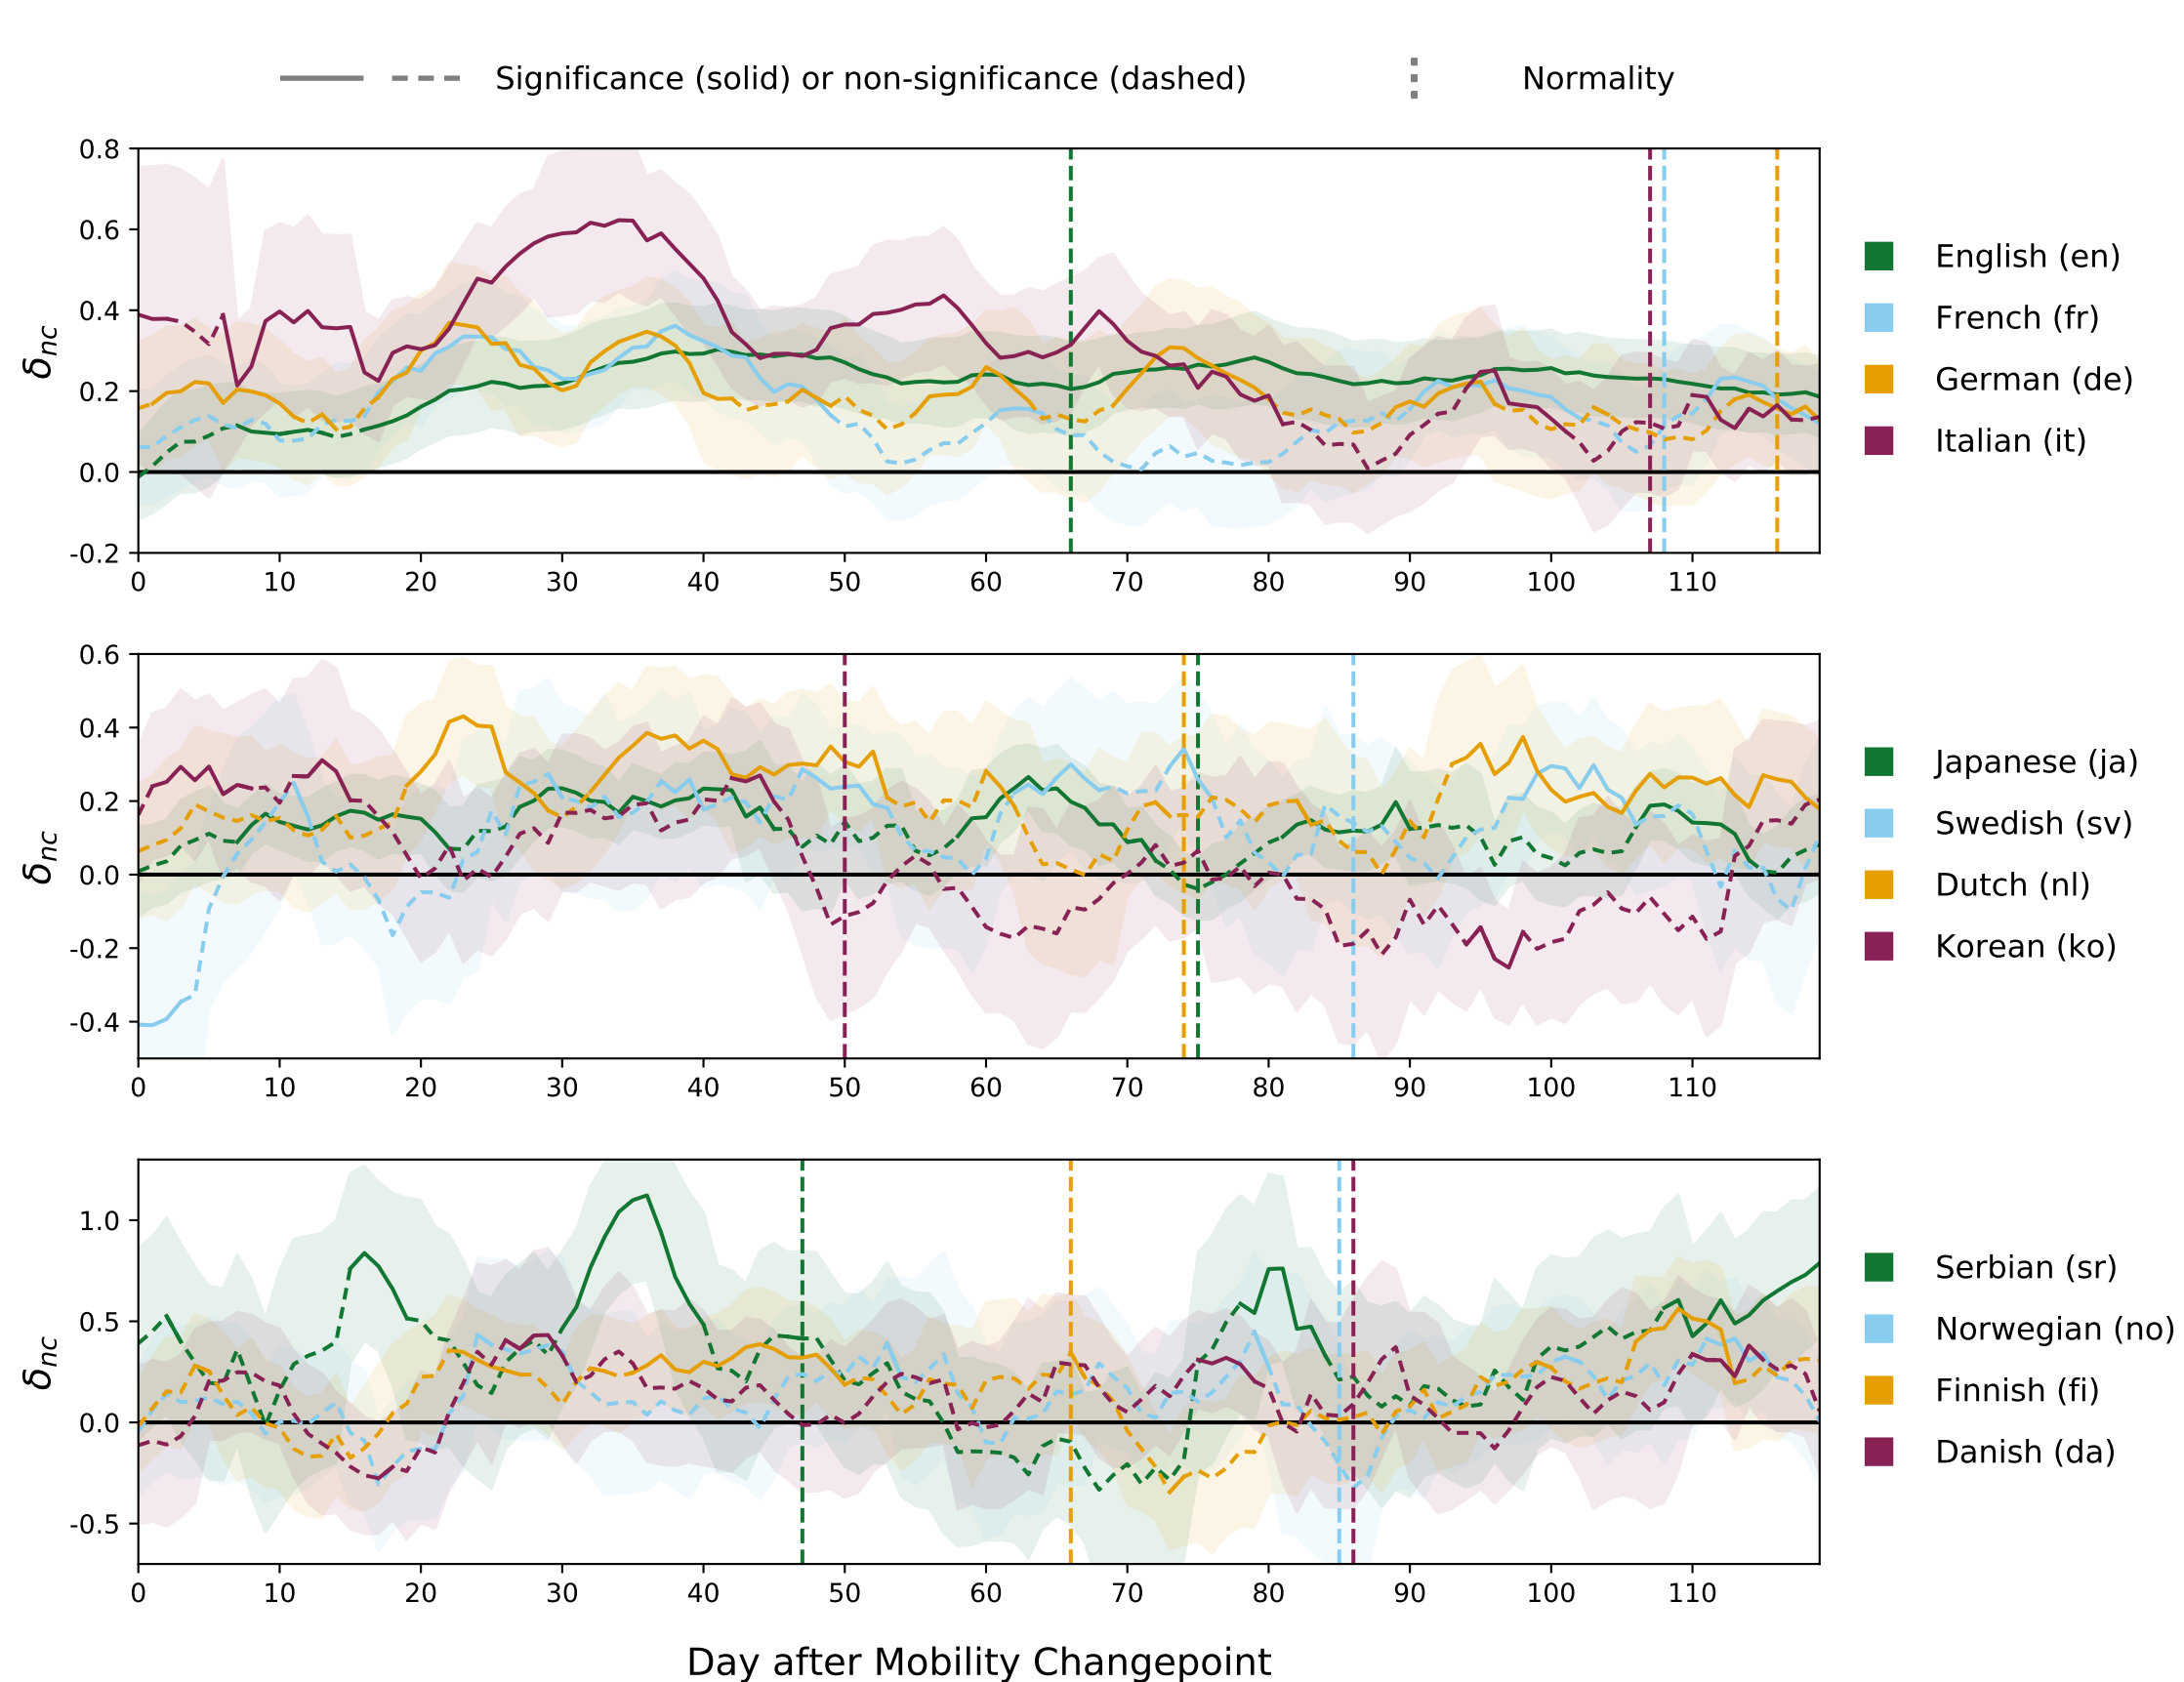 Significance (solid) or non-significance (dashed) Normality
0.8
0.6
0.4
0.2
0.0
-0.2
δnc
0 10 20 30 40 50 60 70 80 90 100 110
English (en)
French (fr)
German (de)
Italian (it)
0.6
0.4
0.2
0.0
-0.2
-0.4
δnc
0 10 20 30 40 50 60 70 80 90 100 110
Japanese (ja)
Swedish (sv)
Dutch (nl)
Korean (ko)
1.0
0.5
0.0
-0.5
δnc
0 10 20 30 40 50 60 70 80 90 100 110
Serbian (sr)
Norwegian (no)
Finnish (fi)
Danish (da)
Day after Mobility Changepoint